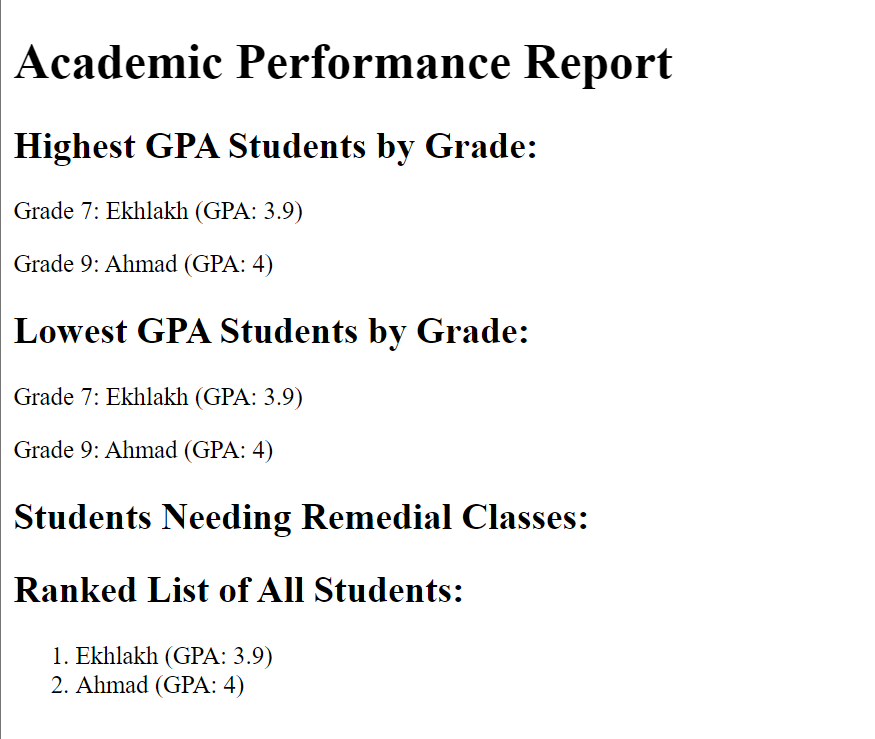 Academic Performance Report
Highest GPA Students by Grade:
Grade 7: Ekhlakh (GPA: 3.9)
Grade 9: Ahmad (GPA: 4)
Lowest GPA Students by Grade:
Grade 7: Ekhlakh (GPA: 3.9)
Grade 9: Ahmad (GPA: 4)
Students Needing Remedial Classes:
Ranked List of All Students:
1. Ekhlakh (GPA: 3.9)
2. Ahmad (GPA: 4)